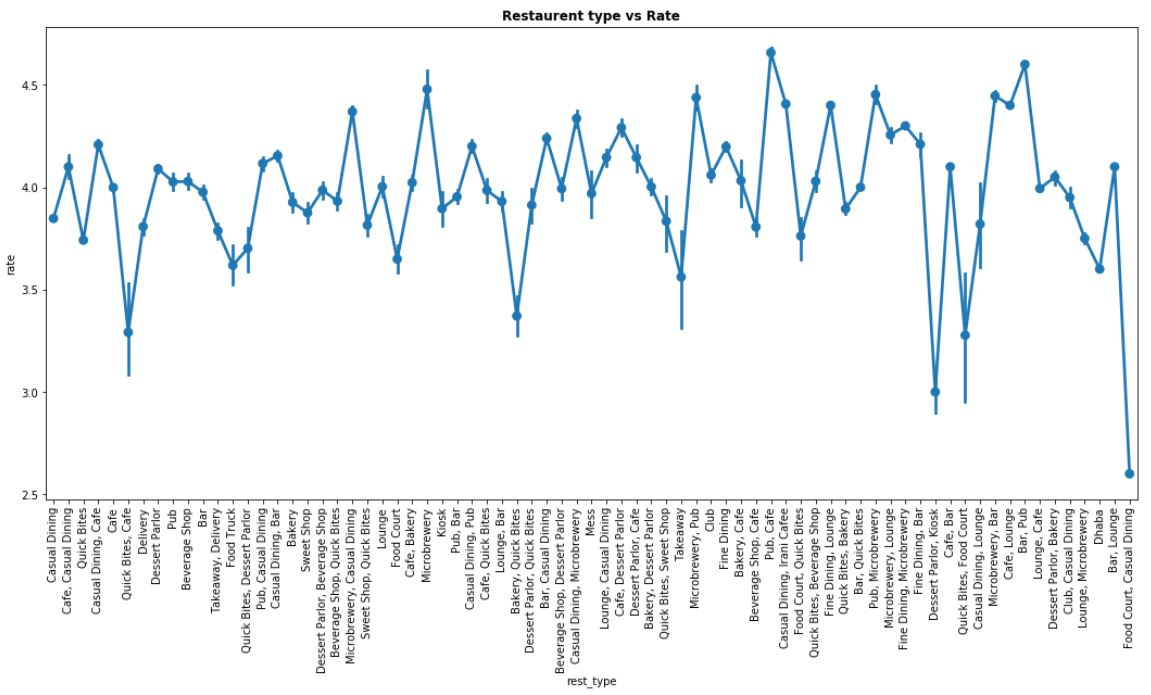 Restaurent type vs Rate
4.5
4.0
3.5
3.0
2.5
rate
Casual Dining
Cafe, Casual Dining
Quick Bites
Casual Dining, Cafe
Cafe
Quick Bites, Cafe
Delivery
Dessert Parlor
Pub
Beverage Shop
Bar
Takeaway, Delivery
Food Truck
Quick Bites, Dessert Parlor
Pub, Casual Dining
Casual Dining, Bar
Bakery
Sweet Shop
Dessert Parlor, Beverage Shop
Beverage Shop, Quick Bites
Microbrewery, Casual Dining
Sweet Shop, Quick Bites
Lounge
Food Court
Cafe, Bakery
Microbrewery
Kiosk
Pub, Bar
Casual Dining, Pub
Cafe, Quick Bites
Lounge, Bar
Bakery, Quick Bites
Dessert Parlor, Quick Bites
Bar, Casual Dining
Beverage Shop, Dessert Parlor
Casual Dining, Microbrewery
Mess
Lounge, Casual Dining
Cafe, Dessert Parlor
Dessert Parlor, Cafe
Bakery, Dessert Parlor
Quick Bites, Sweet Shop
Takeaway
Microbrewery, Pub
Club
Fine Dining
Bakery, Cafe
Beverage Shop, Cafe
Pub, Cafe
Casual Dining, Irani Cafee
Food Court, Quick Bites
Quick Bites, Beverage Shop
Fine Dining, Lounge
Quick Bites, Bakery
Bar, Quick Bites
Pub, Microbrewery
Microbrewery, Lounge
Fine Dining, Microbrewery
Fine Dining, Bar
Dessert Parlor, Kiosk
Cafe, Bar
Quick Bites, Food Court
Casual Dining, Lounge
Microbrewery, Bar
Cafe, Lounge
Bar, Pub
Lounge, Cafe
Dessert Parlor, Bakery
Club, Casual Dining
Lounge, Microbrewery
Dhaba
Bar, Lounge
Food Court, Casual Dining
rest_type